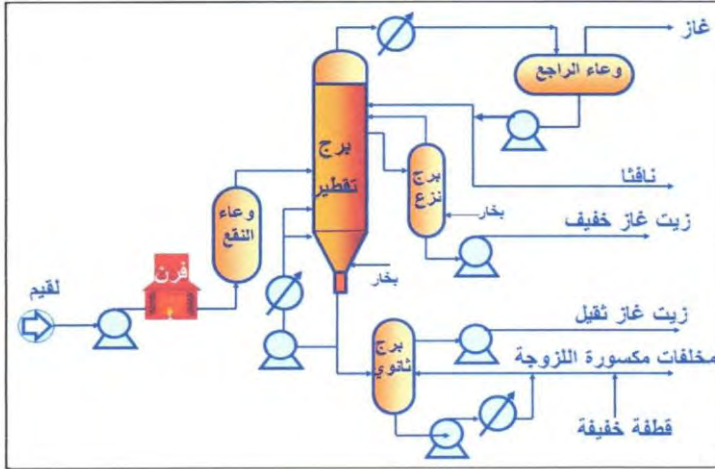 غاز
وعاء الراجع
برج
تقطير
برج
نزع
نافثا
بخار
زيت غاز خفيف
وعاء
النقع
فرن
لقيم
بخار
زيت غاز ثقيل
برج
ثانوي
مخلفات مكسورة اللزوجة
قطفة خفيفة